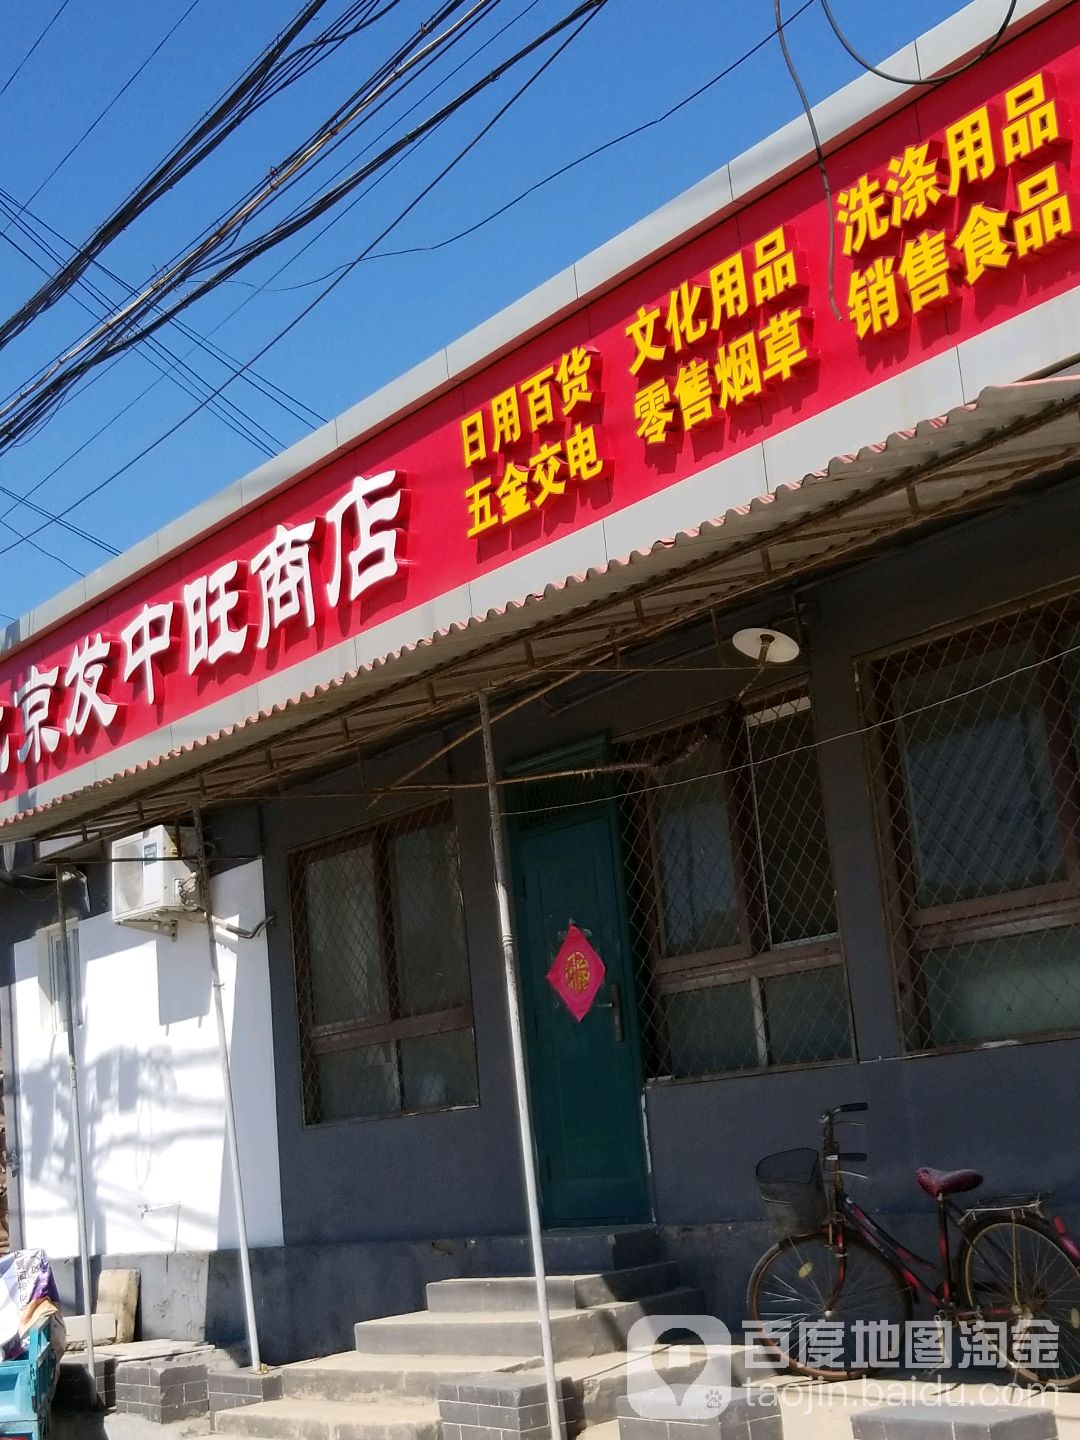 北京发中旺商店
日用百货
五金交电
文化用品
零售烟草
洗涤用品
销售食品
福
百度地图淘金
taojin.baidu.com